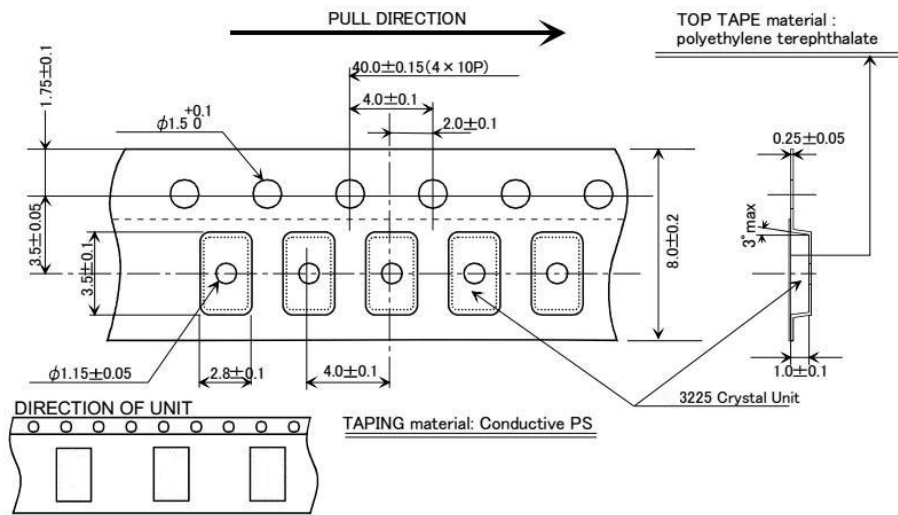 PULL DIRECTION
TOP TAPE material :
polyethylene terephthalate
1.75±0.1
40.0±0.15(4×10P)
+0.1
4.0±0.1
φ1.5 0
2.0±0.1
0.25±0.05
3.5±0.05
3.5±0.1
8.0±0.2
3°max
φ1.15±0.05
2.8±0.1
4.0±0.1
1.0±0.1
3225 Crystal Unit
DIRECTION OF UNIT
TAPING material: Conductive PS